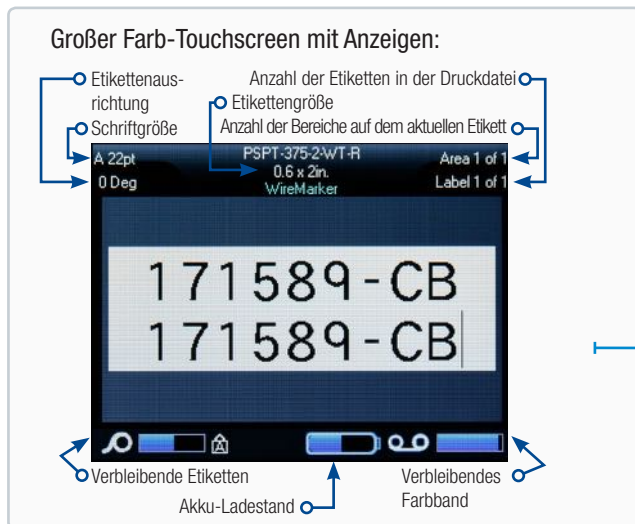 Großer Farb-Touchscreen mit Anzeigen:
Etikettenaus-
richtung
Anzahl der Etiketten in der Druckdatei
Etikettengröße
Schriftgröße
Anzahl der Bereiche auf dem aktuellen Etikett
A 22pt
PSPT-375-2-WT-R
Area 1 of 1
0 Deg
0.6 x 2in.
Label 1 of 1
WireMarker
171589-CB
171589-CB
A
Verbleibende Etiketten
Akku-Ladestand
Verbleibendes
Farbband